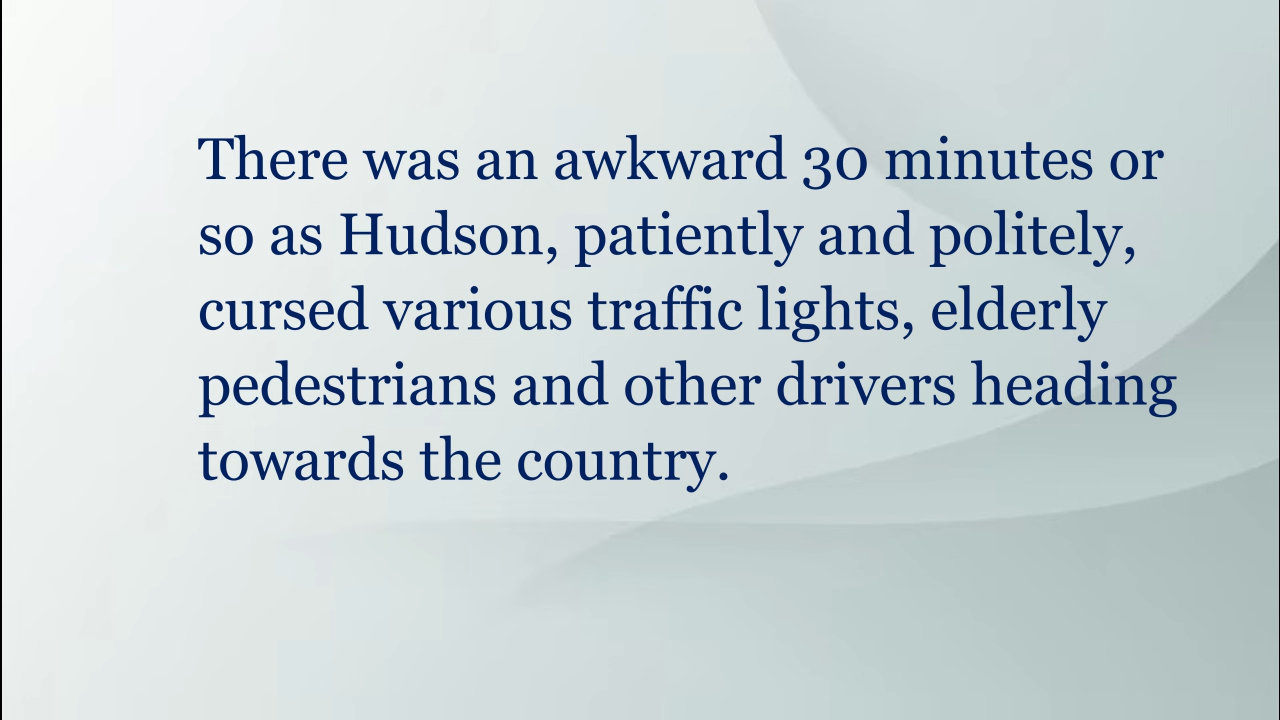 There was an awkward 30 minutes or
so as Hudson, patiently and politely,
cursed various traffic lights, elderly
pedestrians and other drivers heading
towards the country.